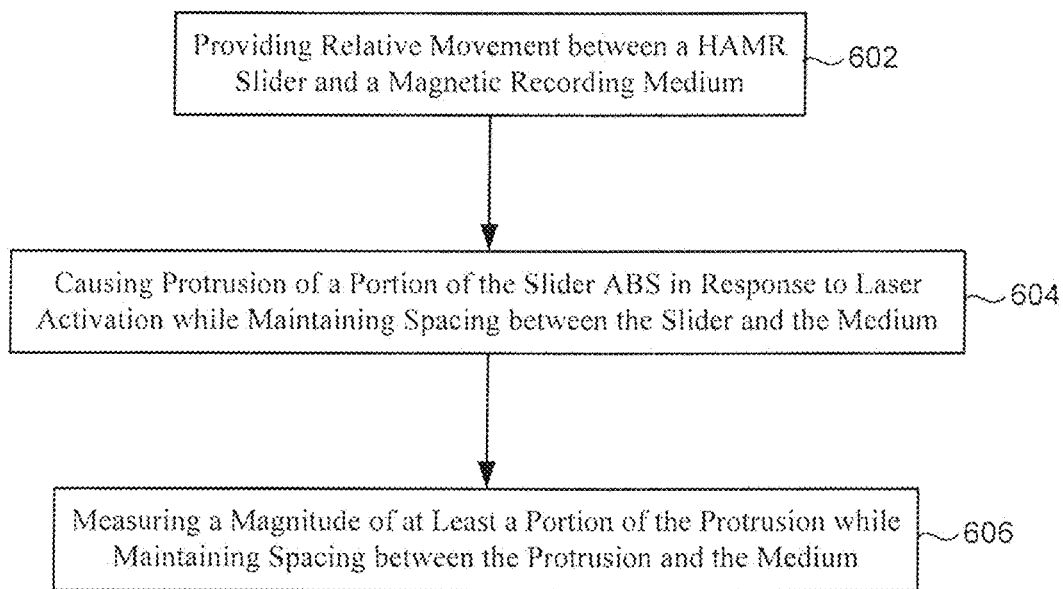 Providing Relative Movement between a HAMR
Slider and a Magnetic Recording Medium
602
Causing Protrusion of a Portion of the Slider ABS in Response to Laser
Activation while Maintaining Spacing between the Slider and the Medium
604
Measuring a Magnitude of at Least a Portion of the Protrusion while
Maintaining Spacing between the Protrusion and the Medium
606